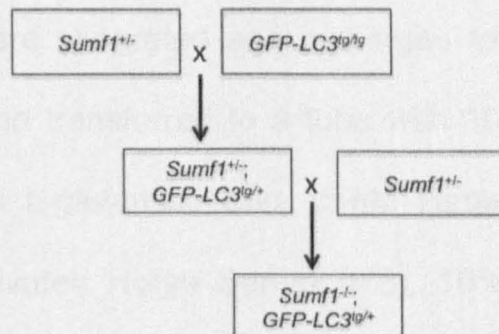 Sumf1+/- x GFP-LC3tg/tg
Sumf1+/-;
GFP-LC3tg/+
x Sumf1+/-
Sumf1-/-;
GFP-LC3tg/+